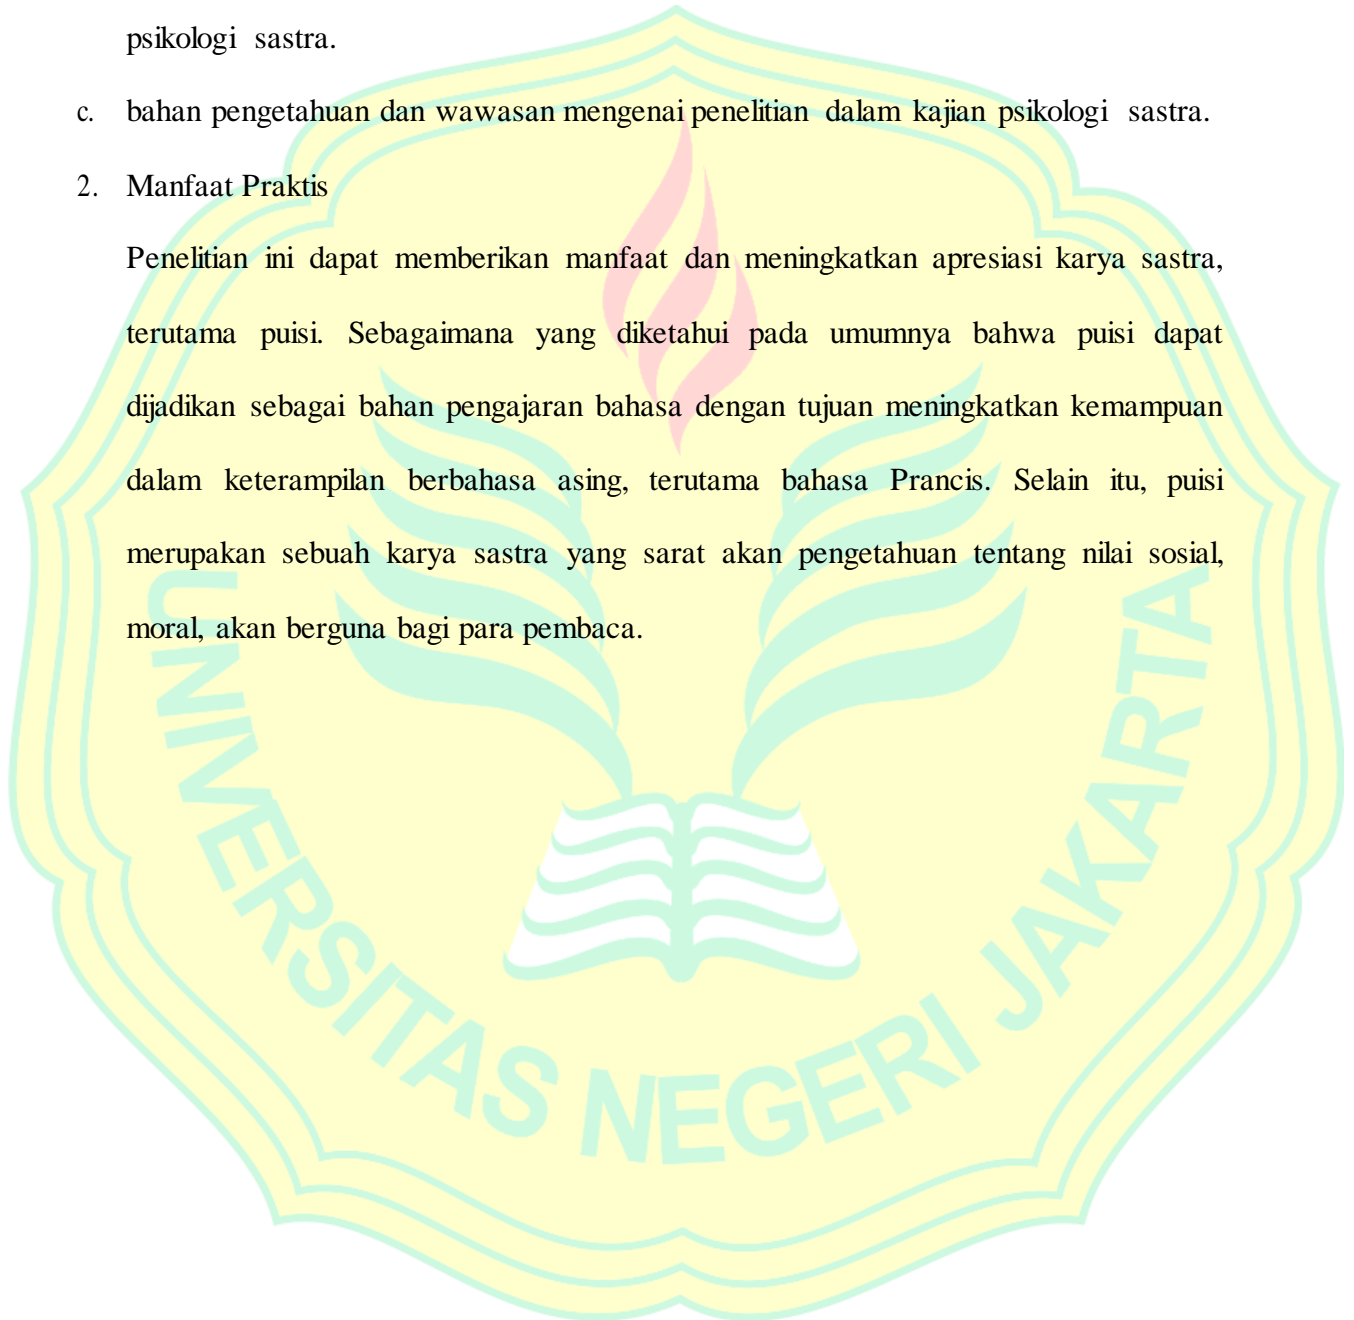 psikologi sastra.
c. bahan pengetahuan dan wawasan mengenai penelitian dalam kajian psikologi sastra.
2. Manfaat Praktis
Penelitian ini dapat memberikan manfaat dan meningkatkan apresiasi karya sastra,
terutama puisi. Sebagaimana yang diketahui pada umumnya bahwa puisi dapat
dijadikan sebagai bahan pengajaran bahasa dengan tujuan meningkatkan kemampuan
dalam keterampilan berbahasa asing, terutama bahasa Prancis. Selain itu, puisi
merupakan sebuah karya sastra yang sarat akan pengetahuan tentang nilai sosial,
moral, akan berguna bagi para pembaca.
UNIVERSITAS NEGERI JAKARTA